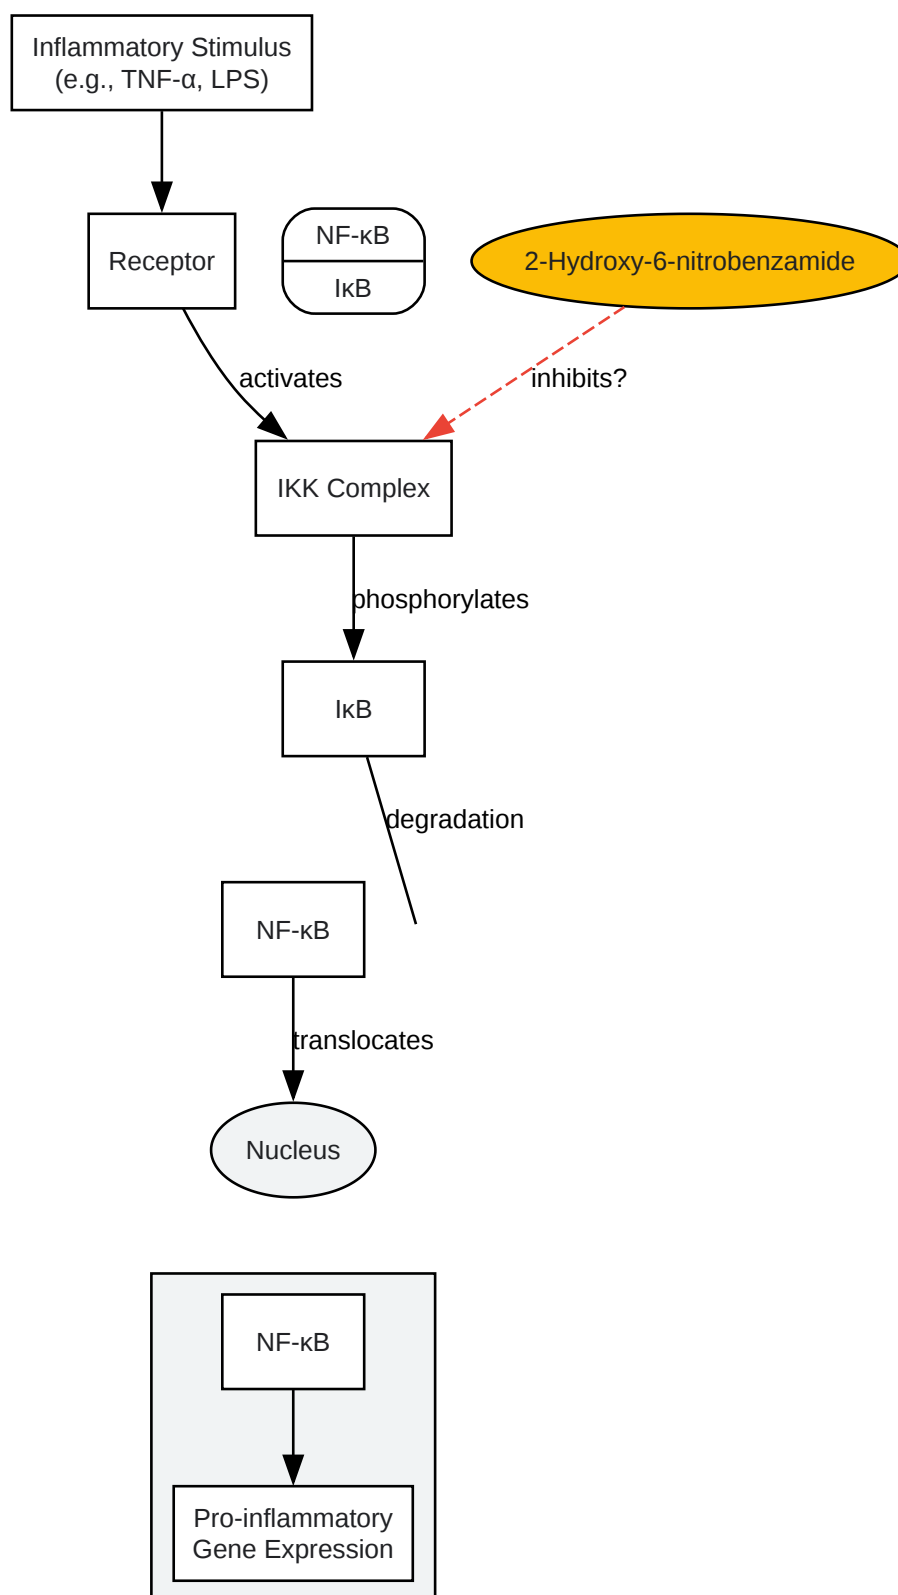 Inflammatory Stimulus
(e.g., TNF-α, LPS)
Receptor
NF-κB
IκB
2-Hydroxy-6-nitrobenzamide
activates
inhibits?
IKK Complex
phosphorylates
IκB
degradation
NF-κB
translocates
Nucleus
NF-κB
Pro-inflammatory
Gene Expression